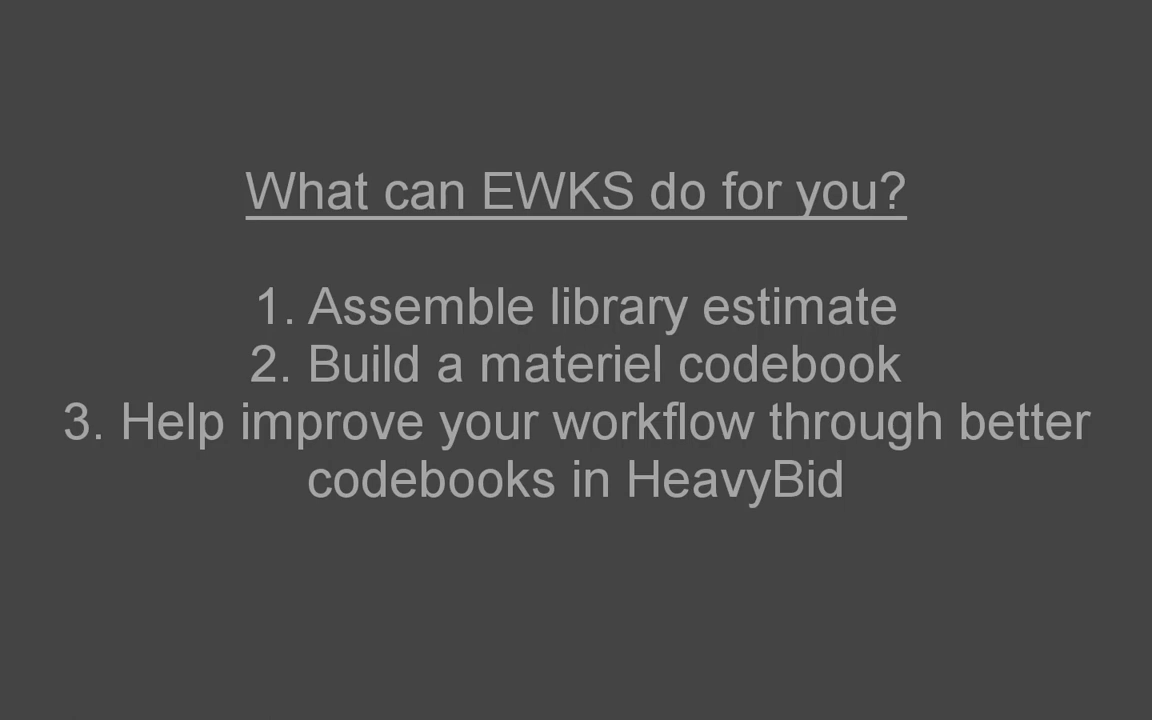 What can EWKS do for you?
1. Assemble library estimate
2. Build a materiel codebook
3. Help improve your workflow through better
codebooks in HeavyBid